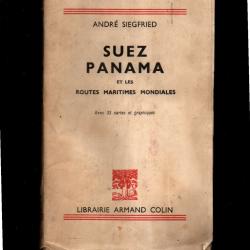 ANDRÉ SIEGFRIED
SUEZ
PANAMA
ET LES
ROUTES MARITIMES MONDIALES
Avec 33 cartes et graphiques
LIBRAIRIE ARMAND COLIN